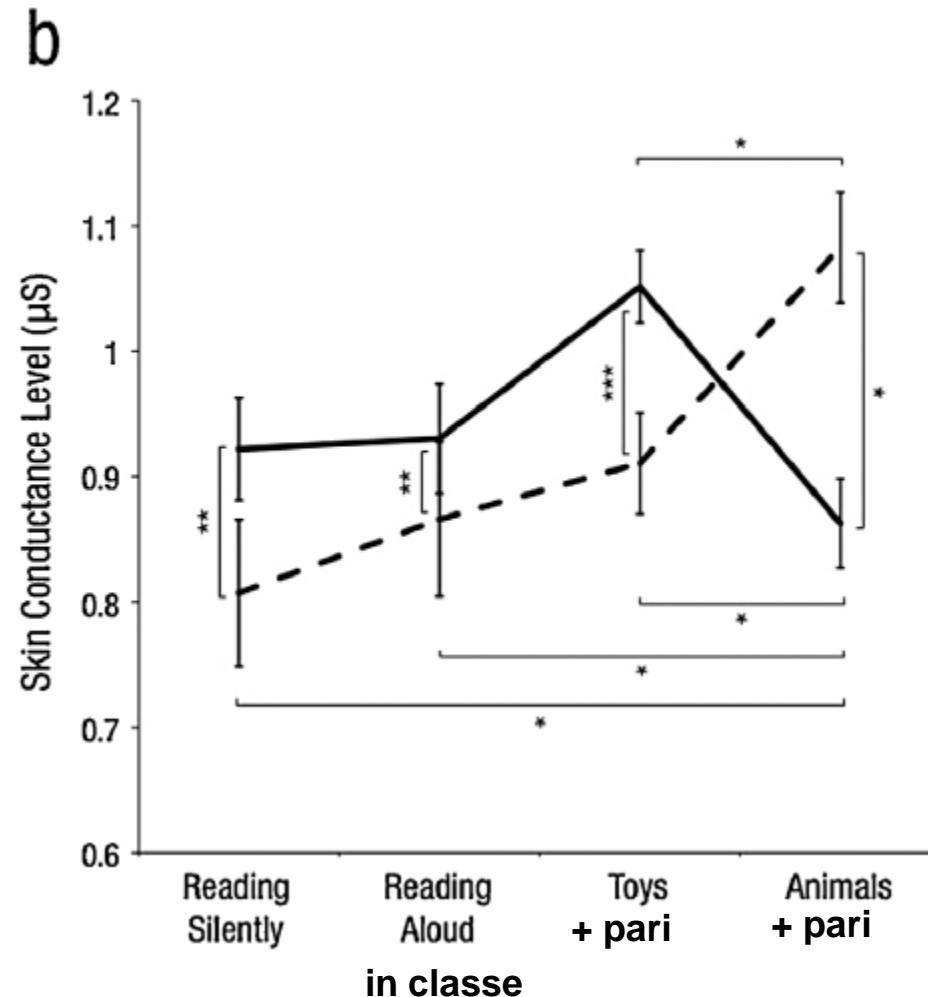 b
1.2
1.1
1
0.9
0.8
0.7
0.6
Skin Conductance Level (µS)
*
*
***
**
**
*
*
*
Reading Silently
Reading Aloud
Toys
+ pari
Animals
+ pari
in classe